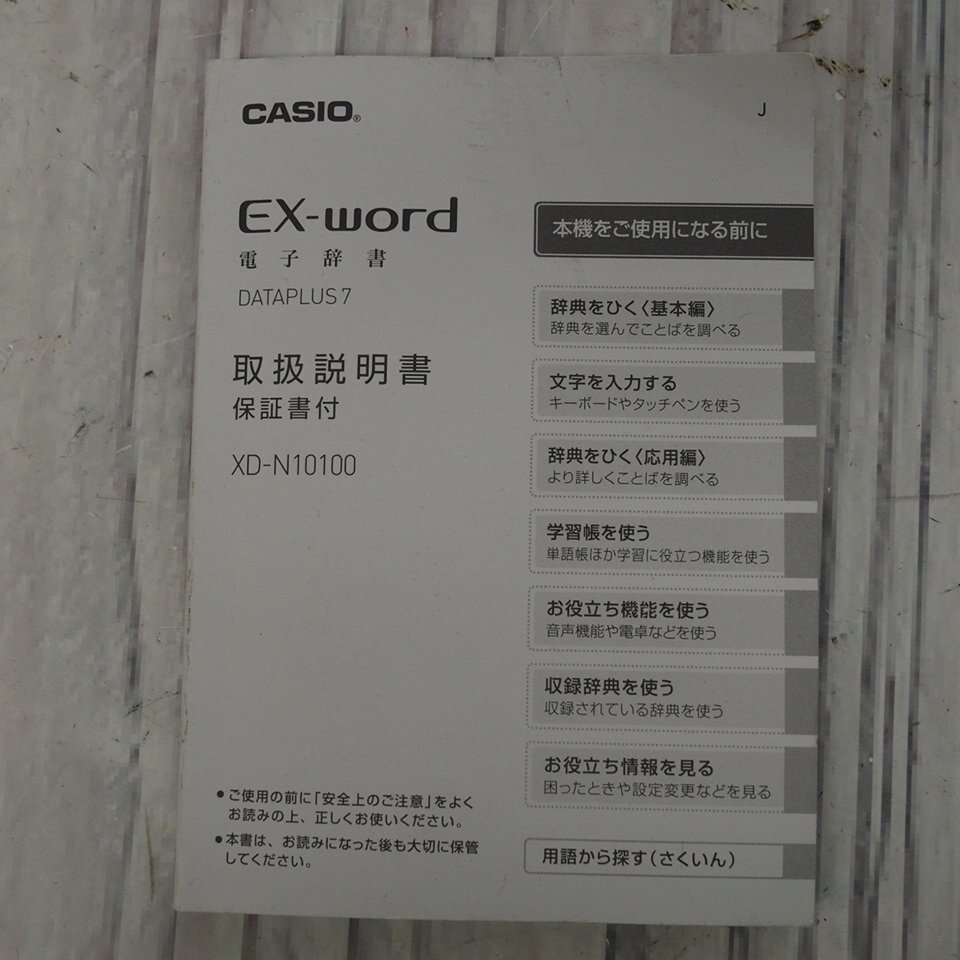 CASIO®
J
EX-word
電子辞書
DATAPLUS 7
取扱説明書
保証書付
XD-N10100
本機をご使用になる前に
辞典をひく〈基本編〉
辞典を選んでことばを調べる
文字を入力する
キーボードやタッチペンを使う
辞典をひく〈応用編〉
より詳しくことばを調べる
学習帳を使う
単語帳ほか学習に役立つ機能を使う
お役立ち機能を使う
音声機能や電卓などを使う
収録辞典を使う
収録されている辞典を使う
お役立ち情報を見る
困ったときや設定変更などを見る
用語から探す(さくいん)
●ご使用の前に「安全上のご注意」をよく
お読みの上、正しくお使いください。
●本書は、お読みになった後も大切に保管
してください。